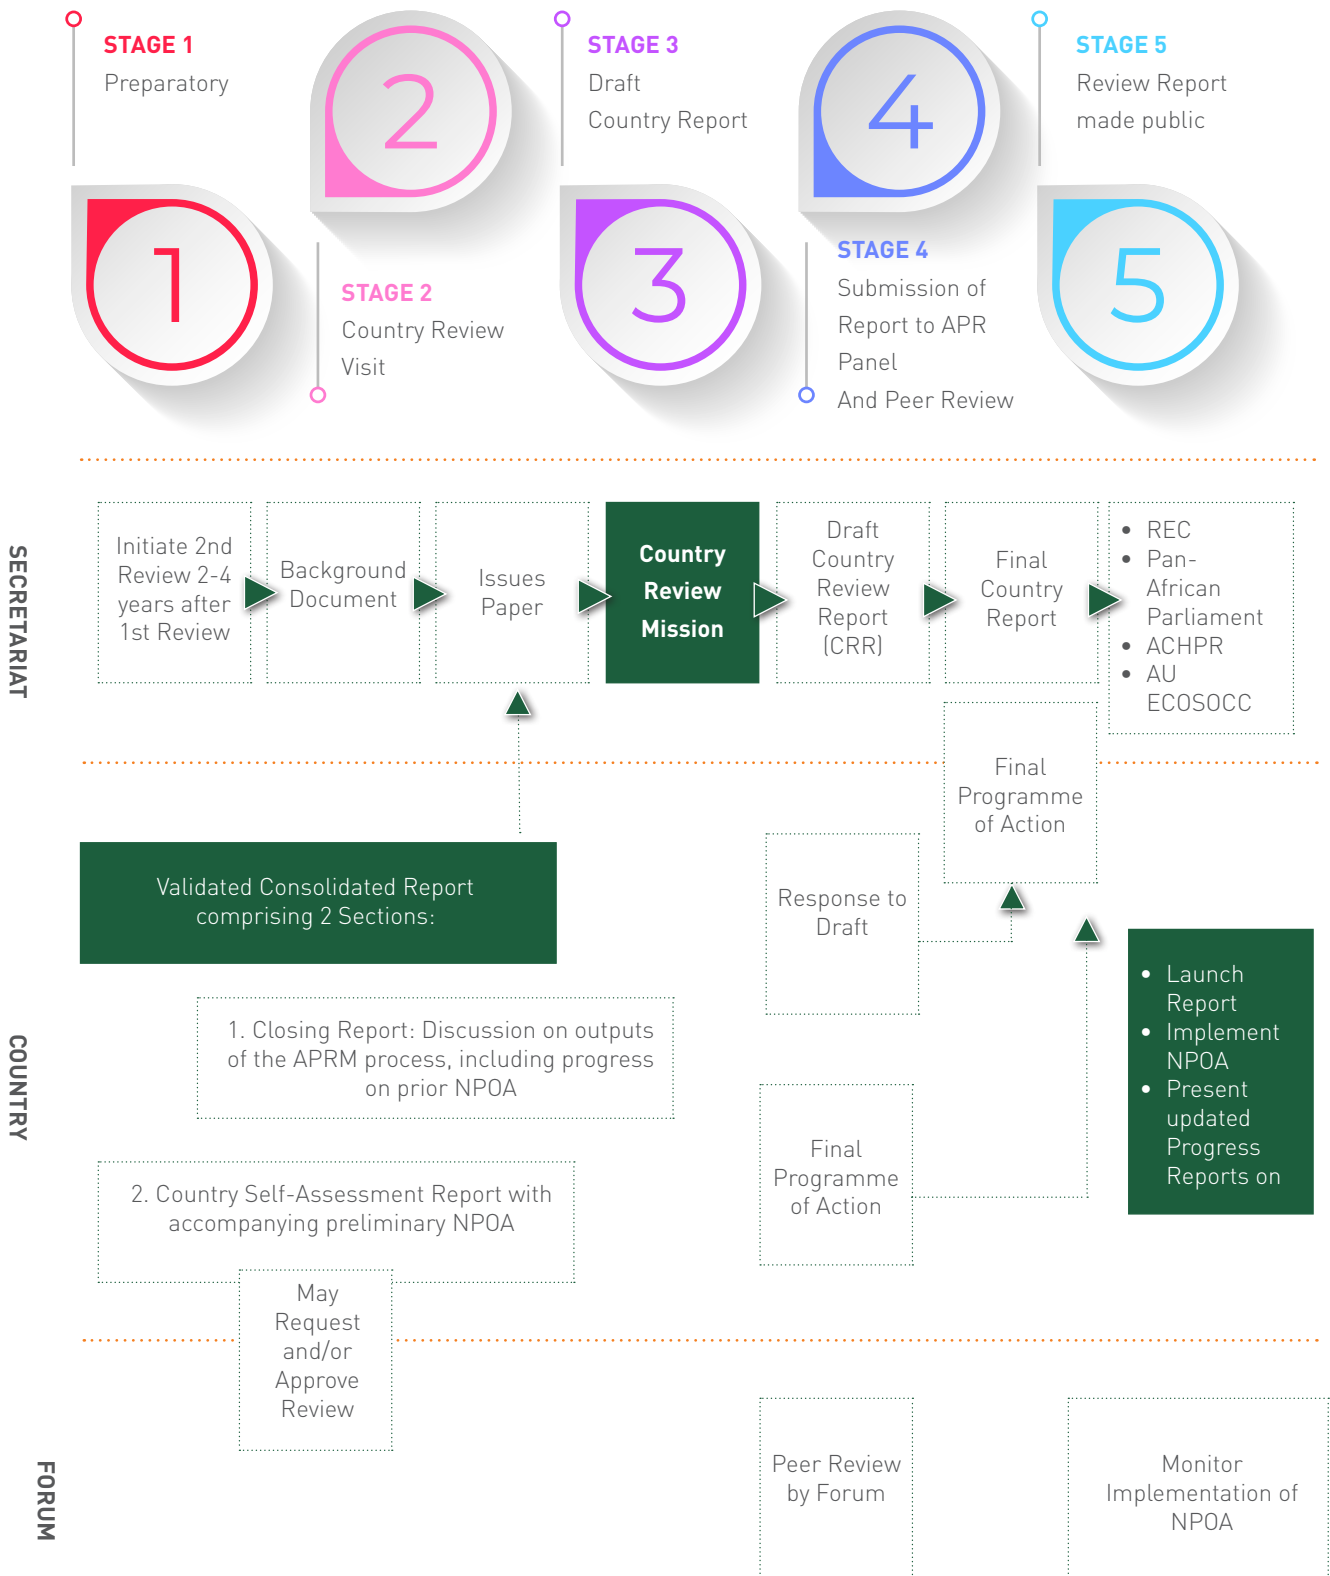 STAGE 1
Preparatory
1
2
STAGE 2
Country Review
Visit
STAGE 3
Draft
Country Report
3
4
STAGE 4
Submission of
Report to APR
Panel
And Peer Review
STAGE 5
Review Report
made public
5
SECRETARIAT
Initiate 2nd
Review 2-4
years after
1st Review
Background
Document
Issues
Paper
Country
Review
Mission
Draft
Country
Review
Report
(CRR)
Final
Country
Report
• REC
• Pan-
African
Parliament
• ACHPR
• AU
ECOSOCC
COUNTRY
Validated Consolidated Report
comprising 2 Sections:
1. Closing Report: Discussion on outputs
of the APRM process, including progress
on prior NPOA
2. Country Self-Assessment Report with
accompanying preliminary NPOA
Response to
Draft
Final
Programme
of Action
Final
Programme
of Action
• Launch
Report
• Implement
NPOA
• Present
updated
Progress
Reports on
FORUM
May
Request
and/or
Approve
Review
Peer Review
by Forum
Monitor
Implementation of
NPOA